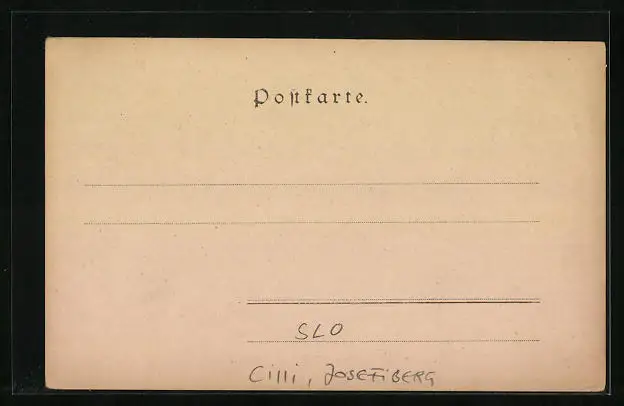 Postkarte.
SLO
Cilli, JOSEFIBERG